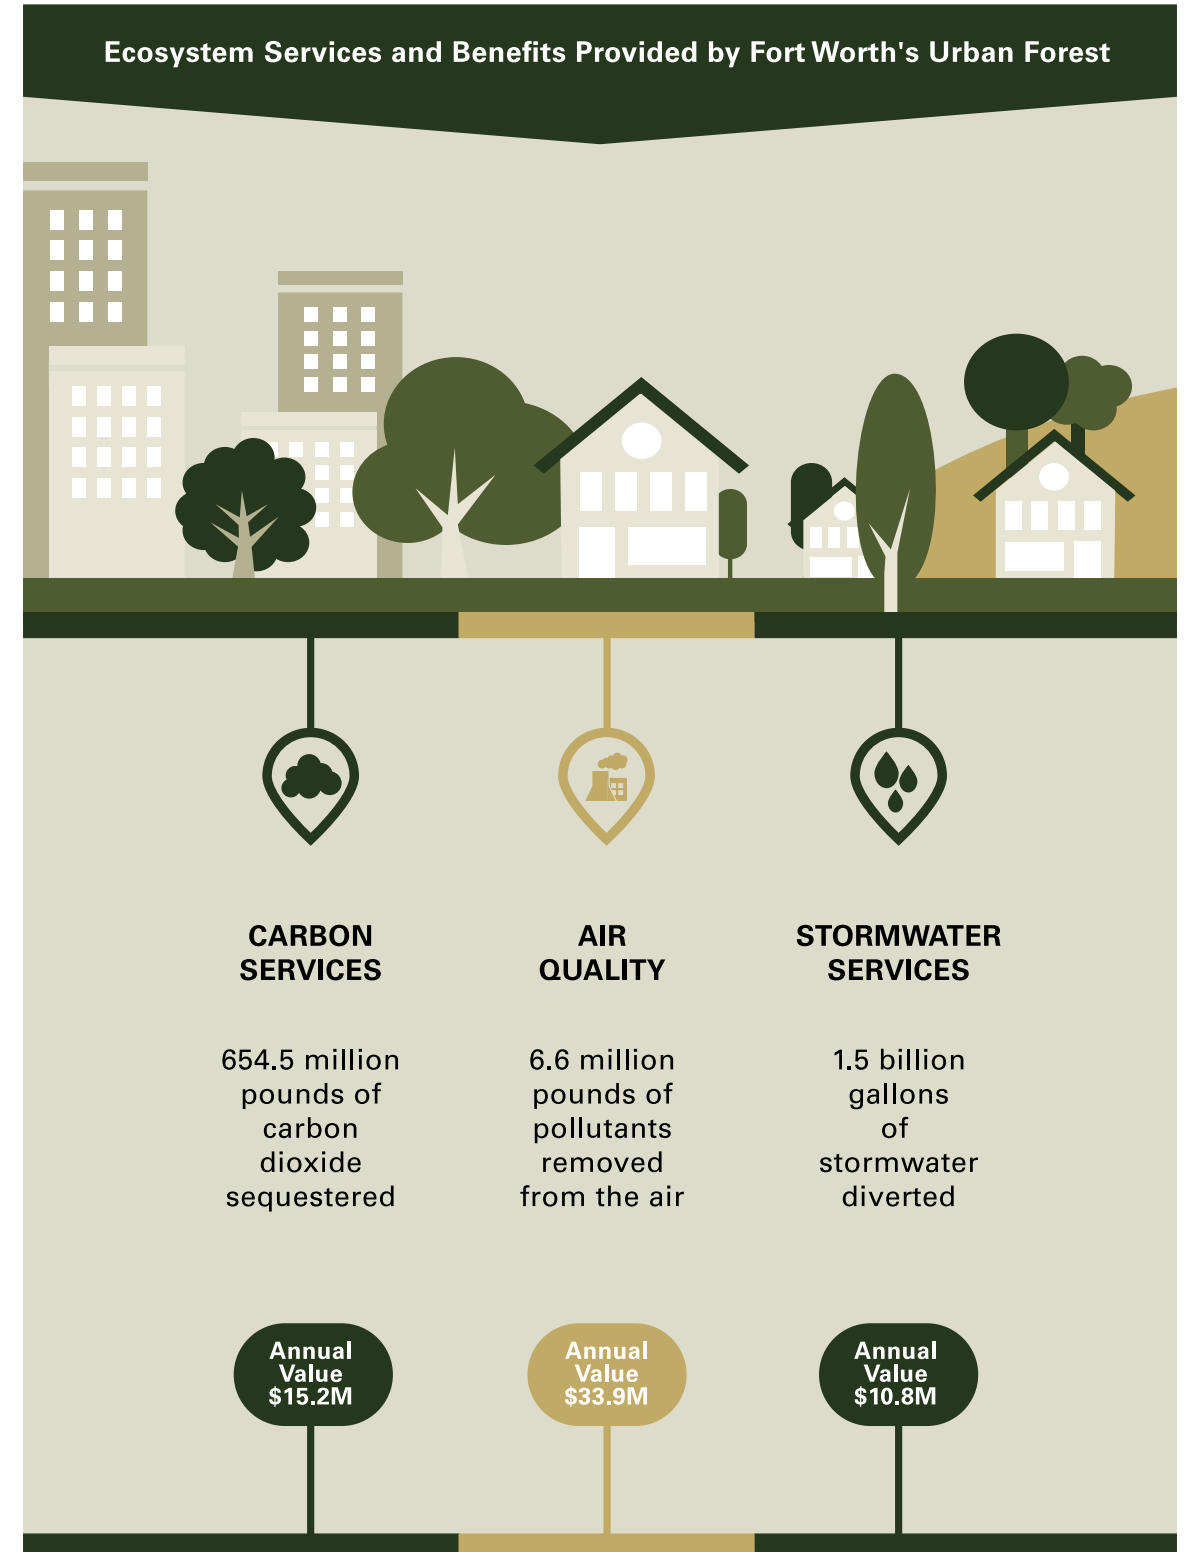 Ecosystem Services and Benefits Provided by Fort Worth's Urban Forest
CARBON
SERVICES
654.5 million
pounds of
carbon
dioxide
sequestered
Annual
Value
$15.2M
AIR
QUALITY
6.6 million
pounds of
pollutants
removed
from the air
Annual
Value
$33.9M
STORMWATER
SERVICES
1.5 billion
gallons
of
stormwater
diverted
Annual
Value
$10.8M